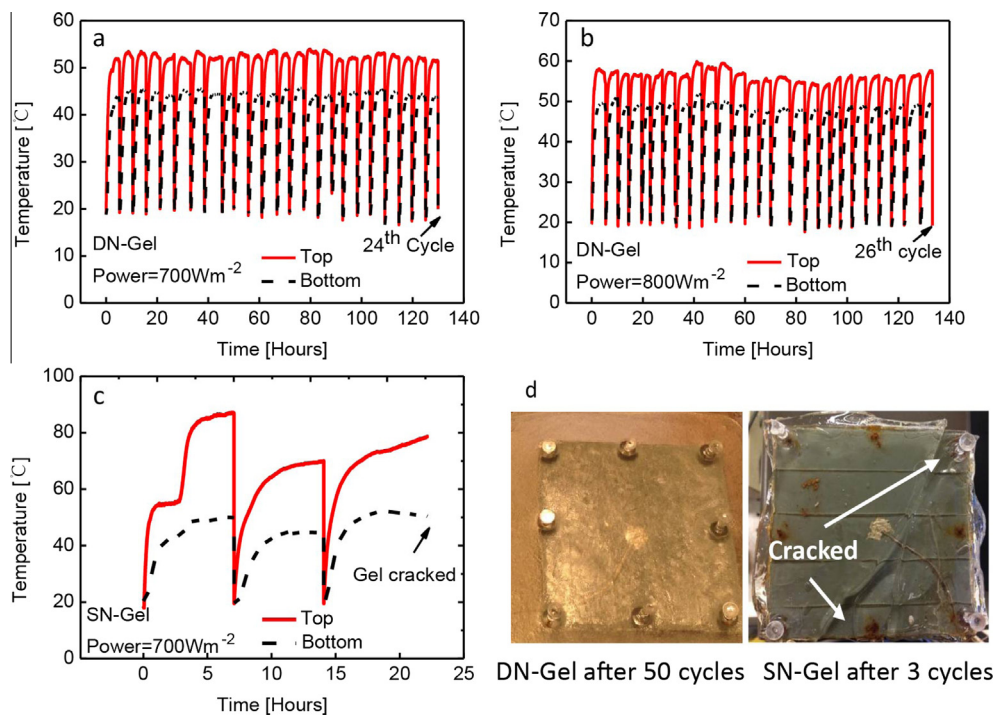 a
60
50
40
30
20
10
0
Temperature [℃]
DN-Gel
Power=700Wm⁻²
Top
Bottom
24th Cycle
0 20 40 60 80 100 120 140
Time [Hours]
b
70
60
50
40
30
20
10
0
Temperature [℃]
DN-Gel
Power=800Wm⁻²
Top
Bottom
26th cycle
0 20 40 60 80 100 120 140
Time [Hours]
c
100
80
60
40
20
0
Temperature [℃]
SN-Gel
Power=700Wm⁻²
Top
Bottom
Gel cracked
0 5 10 15 20 25
Time [Hours]
d
Cracked
DN-Gel after 50 cycles
SN-Gel after 3 cycles